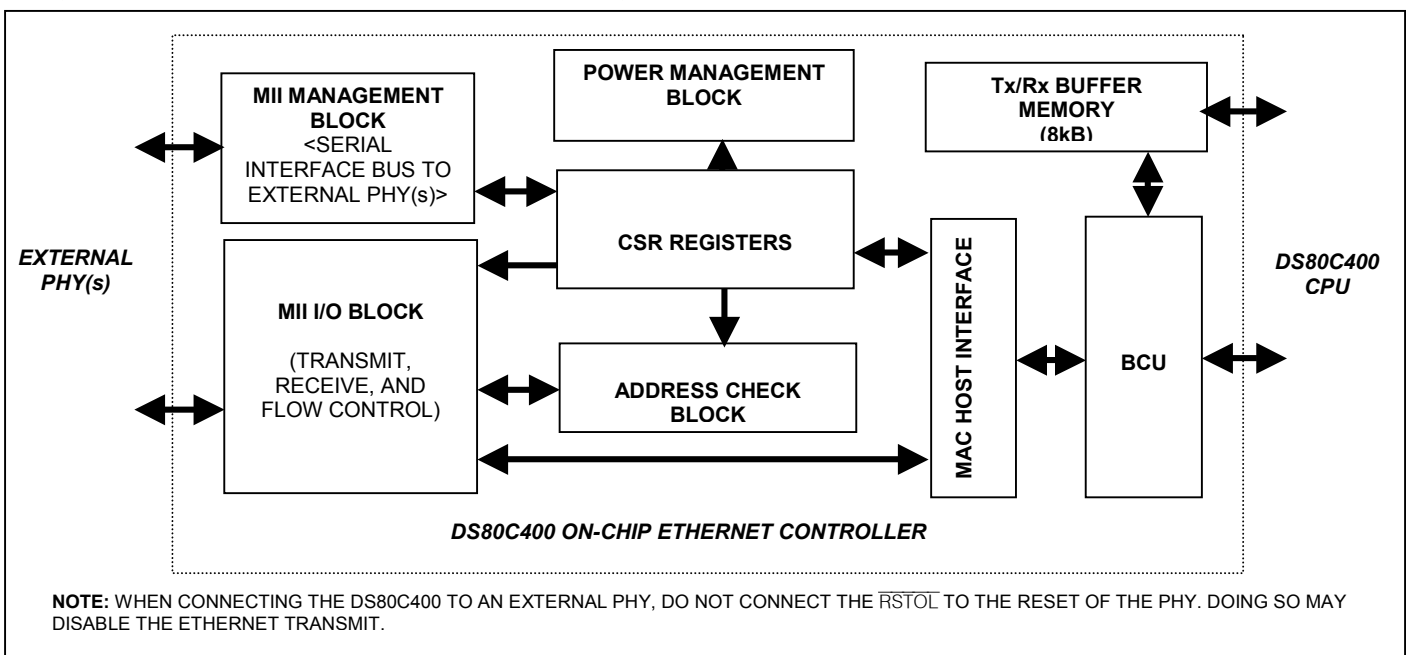 MII MANAGEMENT
BLOCK
<SERIAL
INTERFACE BUS TO
EXTERNAL PHY(s)>
POWER MANAGEMENT
BLOCK
Tx/Rx BUFFER
MEMORY
(8kB)
CSR REGISTERS
EXTERNAL
PHY(s)
MII I/O BLOCK
(TRANSMIT,
RECEIVE, AND
FLOW CONTROL)
ADDRESS CHECK
BLOCK
MAC HOST INTERFACE
BCU
DS80C400
CPU
DS80C400 ON-CHIP ETHERNET CONTROLLER
NOTE: WHEN CONNECTING THE DS80C400 TO AN EXTERNAL PHY, DO NOT CONNECT THE RSTOL TO THE RESET OF THE PHY. DOING SO MAY
DISABLE THE ETHERNET TRANSMIT.